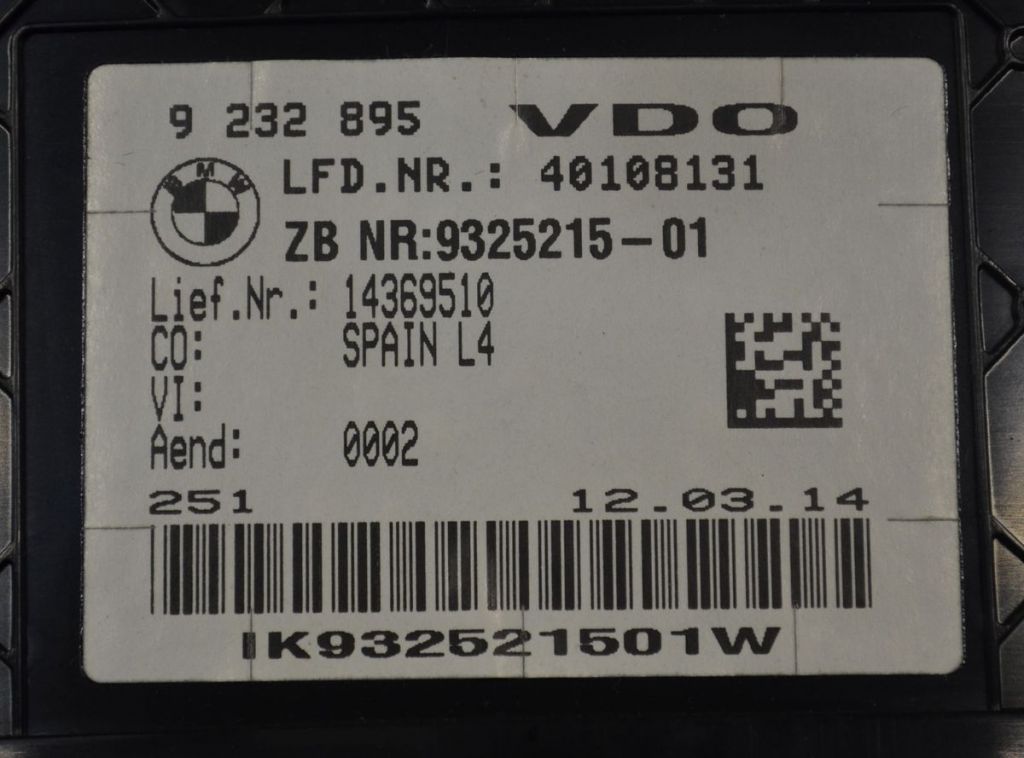 9 232 895 VDO
BMW
LFD.NR.: 40108131
ZB NR:9325215-01
Lief.Nr.: 14369510
CO: SPAIN L4
VI:
Aend: 0002
251 12.03.14
IK932521501W